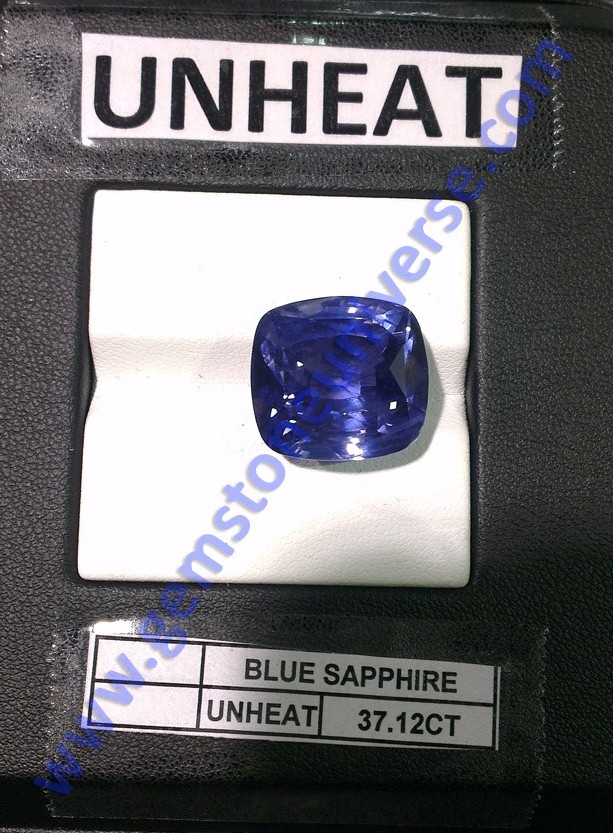 UNHEAT
www.gemstoneuniverse.com
BLUE SAPPHIRE
UNHEAT 37.12CT